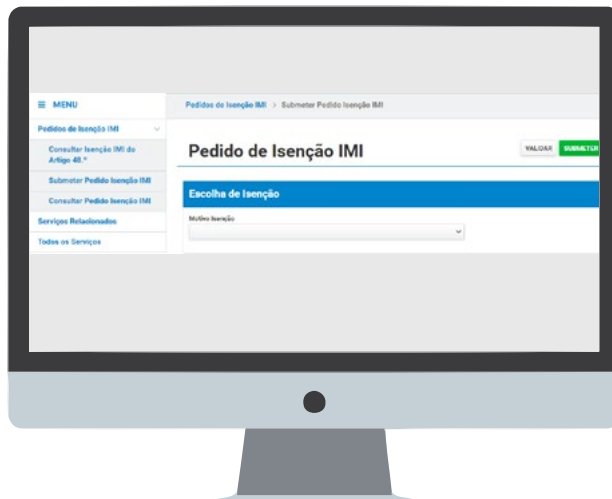 ≡ MENU
Pedidos de Isenção IMI > Submeter Pedido Isenção IMI
Pedidos de Isenção IMI
Consultar Isenção IMI do
Artigo 48.º
Submeter Pedido Isenção IMI
Consultar Pedido Isenção IMI
Serviços Relacionados
Todos os Serviços
Pedido de Isenção IMI
VALIDAR
SUBMETER
Escolha de Isenção
Motivo Isenção